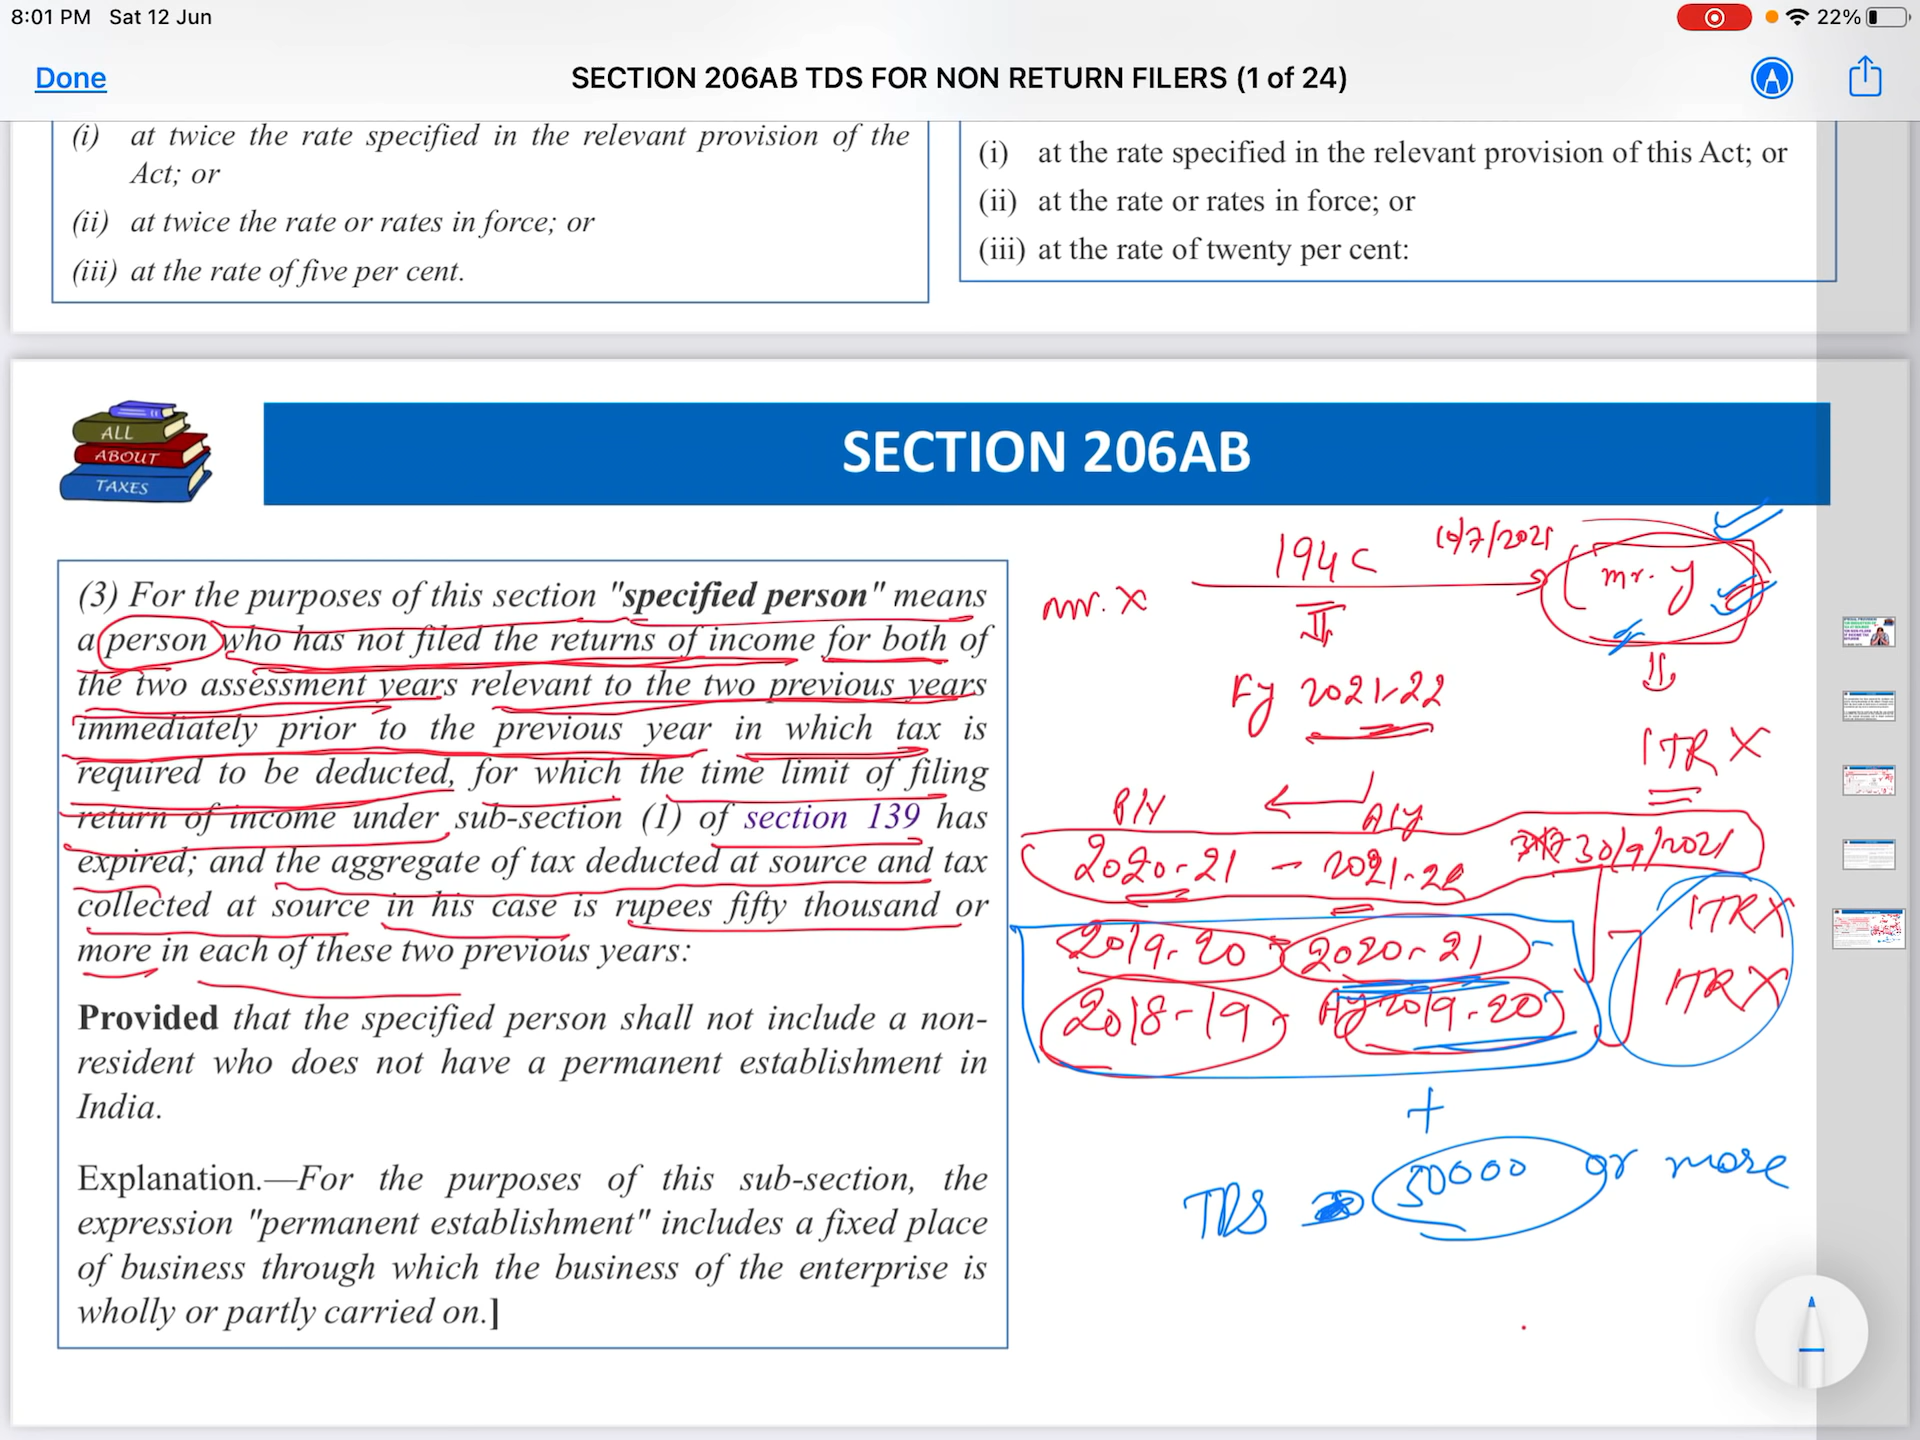 8:01 PM Sat 12 Jun
22%
Done
SECTION 206AB TDS FOR NON RETURN FILERS (1 of 24)
(i) at twice the rate specified in the relevant provision of the
Act; or
(ii) at twice the rate or rates in force; or
(iii) at the rate of five per cent.
(i) at the rate specified in the relevant provision of this Act; or
(ii) at the rate or rates in force; or
(iii) at the rate of twenty per cent:
ALL
ABOUT
TAXES
SECTION 206AB
(3) For the purposes of this section "specified person" means
a person who has not filed the returns of income for both of
the two assessment years relevant to the two previous years
immediately prior to the previous year in which tax is
required to be deducted, for which the time limit of filing
return of income under sub-section (1) of section 139 has
expired; and the aggregate of tax deducted at source and tax
collected at source in his case is rupees fifty thousand or
more in each of these two previous years:
Provided that the specified person shall not include a non-
resident who does not have a permanent establishment in
India.
Explanation.—For the purposes of this sub-section, the
expression "permanent establishment" includes a fixed place
of business through which the business of the enterprise is
wholly or partly carried on.]
194C
mr. X
mr. y
Fy 2021-22
ITR X
P/Y
A/y
2020-21 - 2021-22
30/9/2021
2019-20 2020-21
ITRX
2018-19 Ay 2019-20
ITRX
+
TDS 50000 or more